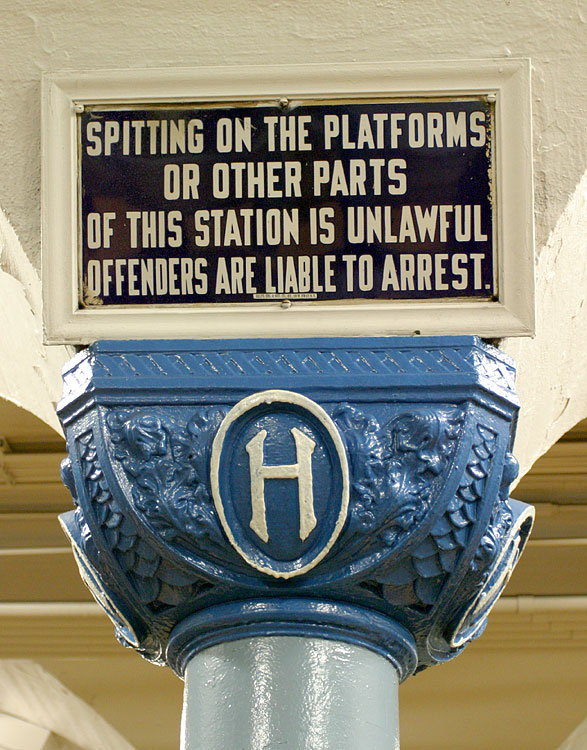 SPITTING ON THE PLATFORMS
OR OTHER PARTS
OF THIS STATION IS UNLAWFUL
OFFENDERS ARE LIABLE TO ARREST.
H